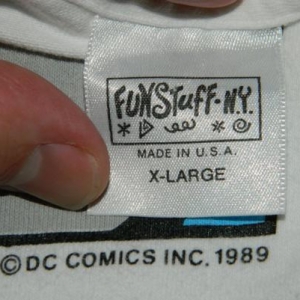 FUNSTuFF-N.Y.
MADE IN U.S.A.
X-LARGE
©DC COMICS INC. 1989